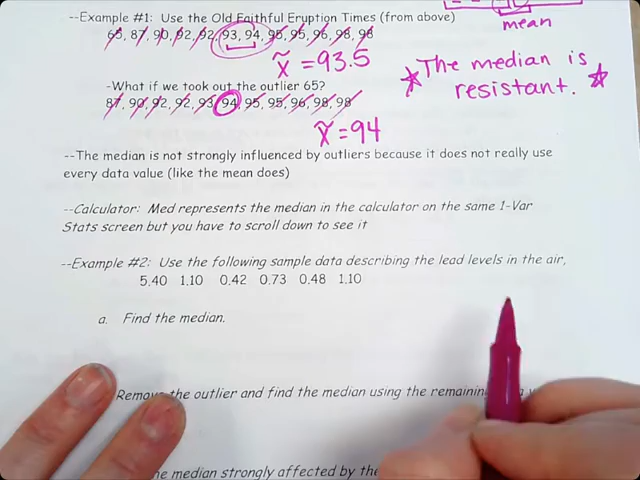 --Example #1: Use the Old Faithful Eruption Times (from above)
mean
65, 87, 90, 92, 92, 93, 94, 95, 95, 96, 98, 98
x̃ = 93.5
*The median is resistant.*
-What if we took out the outlier 65?
87, 90, 92, 92, 93, 94, 95, 95, 96, 98, 98
x̃ = 94
--The median is not strongly influenced by outliers because it does not really use
every data value (like the mean does)
--Calculator: Med represents the median in the calculator on the same 1-Var
Stats screen but you have to scroll down to see it
--Example #2: Use the following sample data describing the lead levels in the air,
5.40 1.10 0.42 0.73 0.48 1.10
a. Find the median.
Remove the outlier and find the median using the remaining
the median strongly affected by the